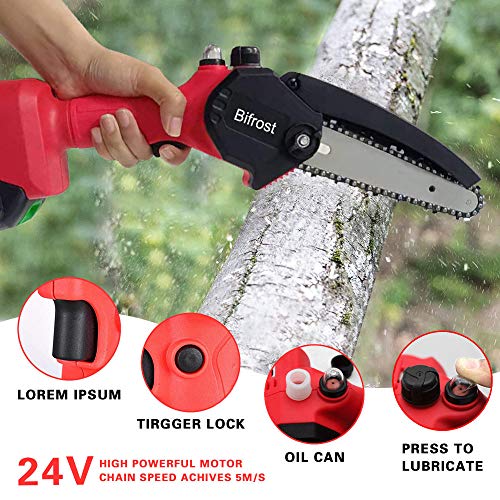 Bifrost
LOREM IPSUM
TIRGGER LOCK
OIL CAN
PRESS TO
LUBRICATE
24V
HIGH POWERFUL MOTOR
CHAIN SPEED ACHIVES 5M/S